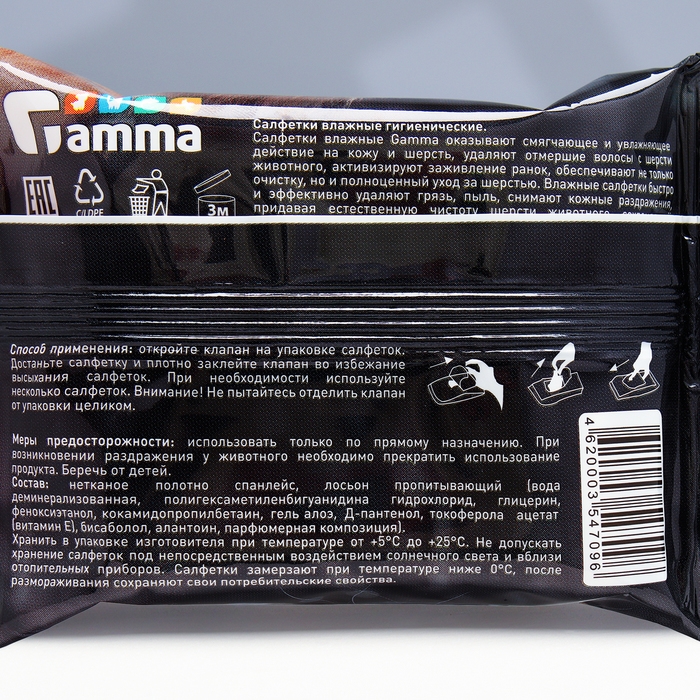 Gamma
Салфетки влажные гигиенические.
Салфетки влажные Gamma оказывают смягчающее и увлажняющее
действие на кожу и шерсть, удаляют отмершие волосы с шерсти
животного, активизируют заживление ранок, обеспечивают не только
очистку, но и полноценный уход за шерстью. Влажные салфетки быстро
и эффективно удаляют грязь, пыль, снимают кожные раздражения,
придавая естественную чистоту шерсти животного
EAC
C/LDPE
3М
Способ применения: откройте клапан на упаковке салфеток.
Достаньте салфетку и плотно заклейте клапан во избежание
высыхания салфеток. При необходимости используйте
несколько салфеток. Внимание! Не пытайтесь отделить клапан
от упаковки целиком.
Меры предосторожности: использовать только по прямому назначению. При
возникновении раздражения у животного необходимо прекратить использование
продукта. Беречь от детей.
Состав: нетканое полотно спанлейс, лосьон пропитывающий (вода
деминерализованная, полигексаметиленбигуанидина гидрохлорид, глицерин,
феноксиэтанол, кокамидопропилбетаин, гель алоэ, Д-пантенол, токоферола ацетат
(витамин Е), бисаболол, алантоин, парфюмерная композиция).
Хранить в упаковке изготовителя при температуре от +5°С до +25°С. Не допускать
хранение салфеток под непосредственным воздействием солнечного света и вблизи
отопительных приборов. Салфетки замерзают при температуре ниже 0°С, после
размораживания сохраняют свои потребительские свойства.
4620003547096